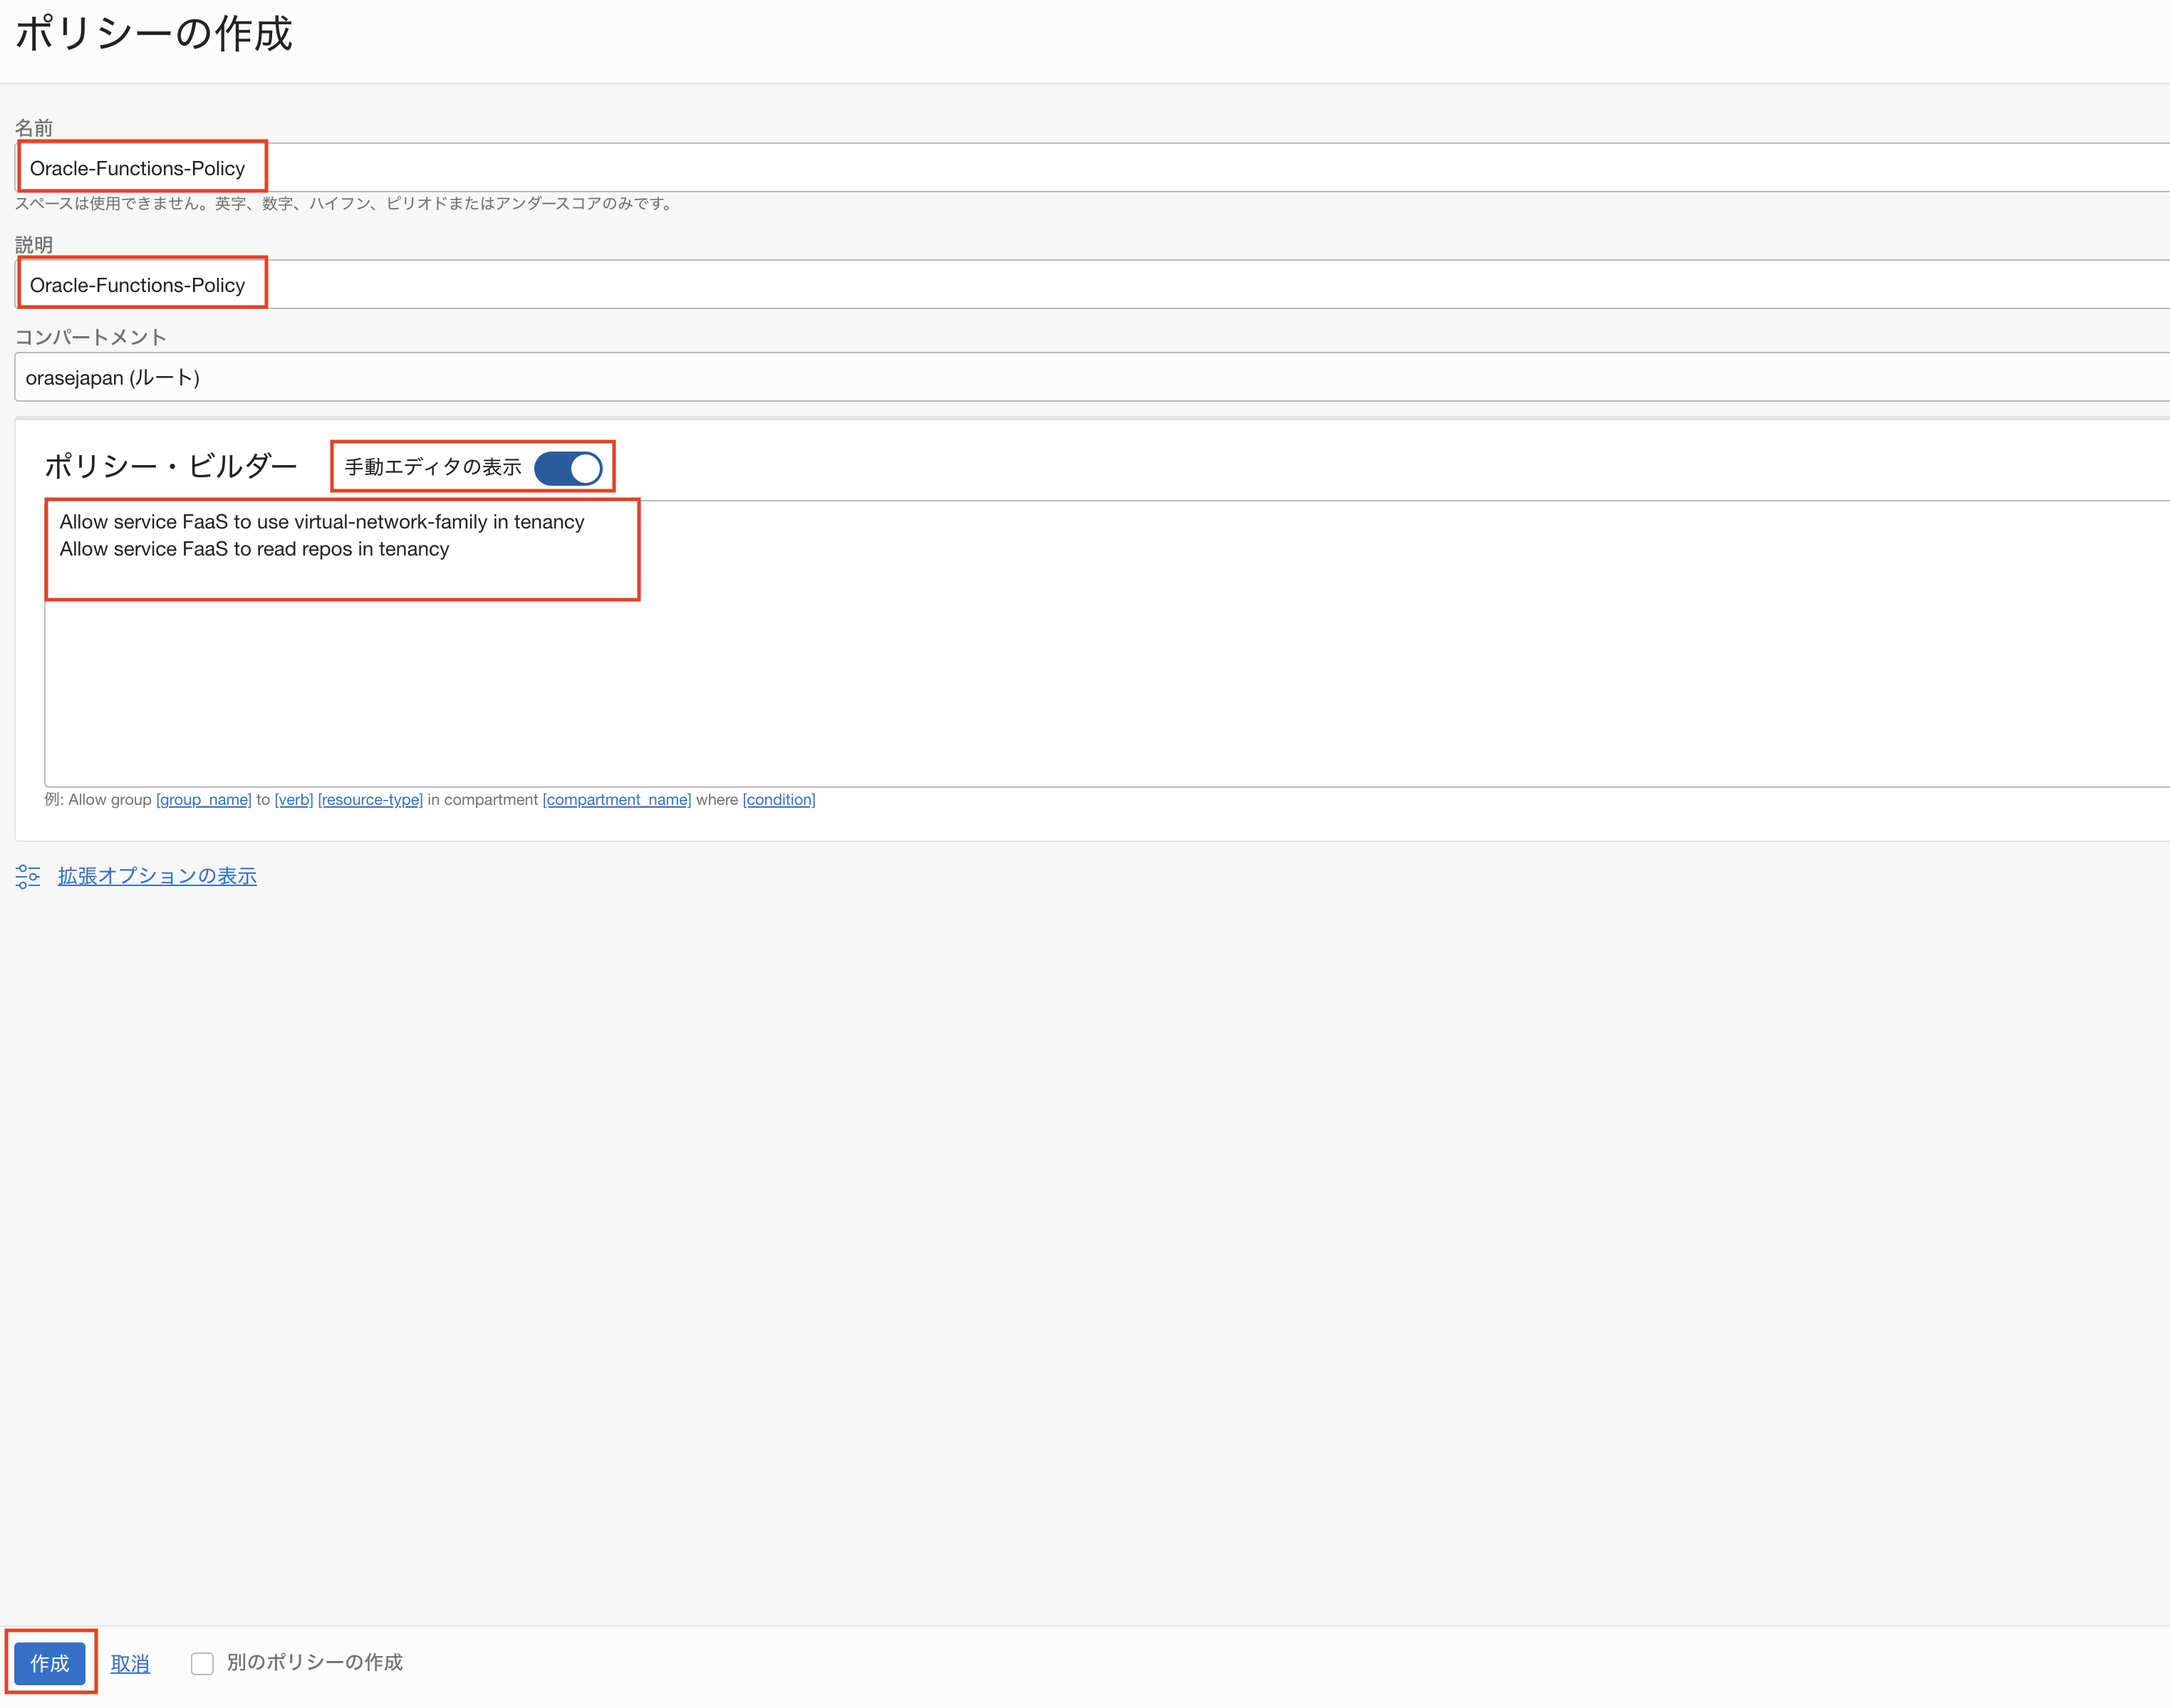 ポリシーの作成
名前
Oracle-Functions-Policy
スペースは使用できません。英字、数字、ハイフン、ピリオドまたはアンダースコアのみです。
説明
Oracle-Functions-Policy
コンパートメント
orasejapan (ルート)
ポリシー・ビルダー 手動エディタの表示
Allow service FaaS to use virtual-network-family in tenancy
Allow service FaaS to read repos in tenancy
例: Allow group [group_name] to [verb] [resource-type] in compartment [compartment_name] where [condition]
拡張オプションの表示
作成 取消 別のポリシーの作成